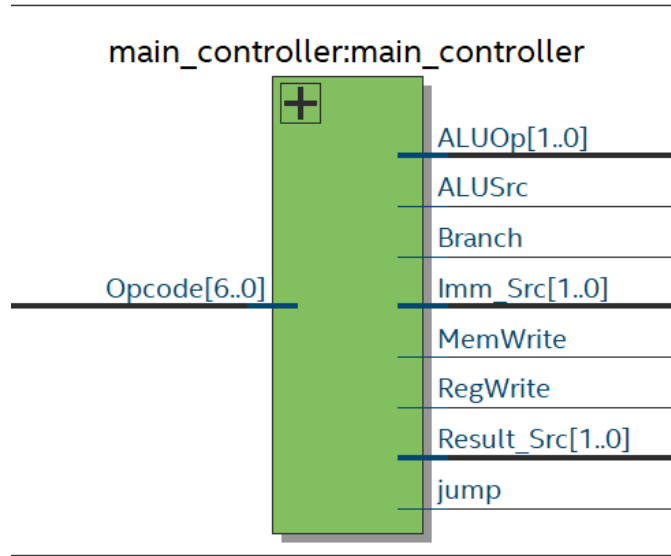 main_controller:main_controller
ALUOp[1..0]
ALUSrc
Branch
Opcode[6..0]
Imm_Src[1..0]
MemWrite
RegWrite
Result_Src[1..0]
jump